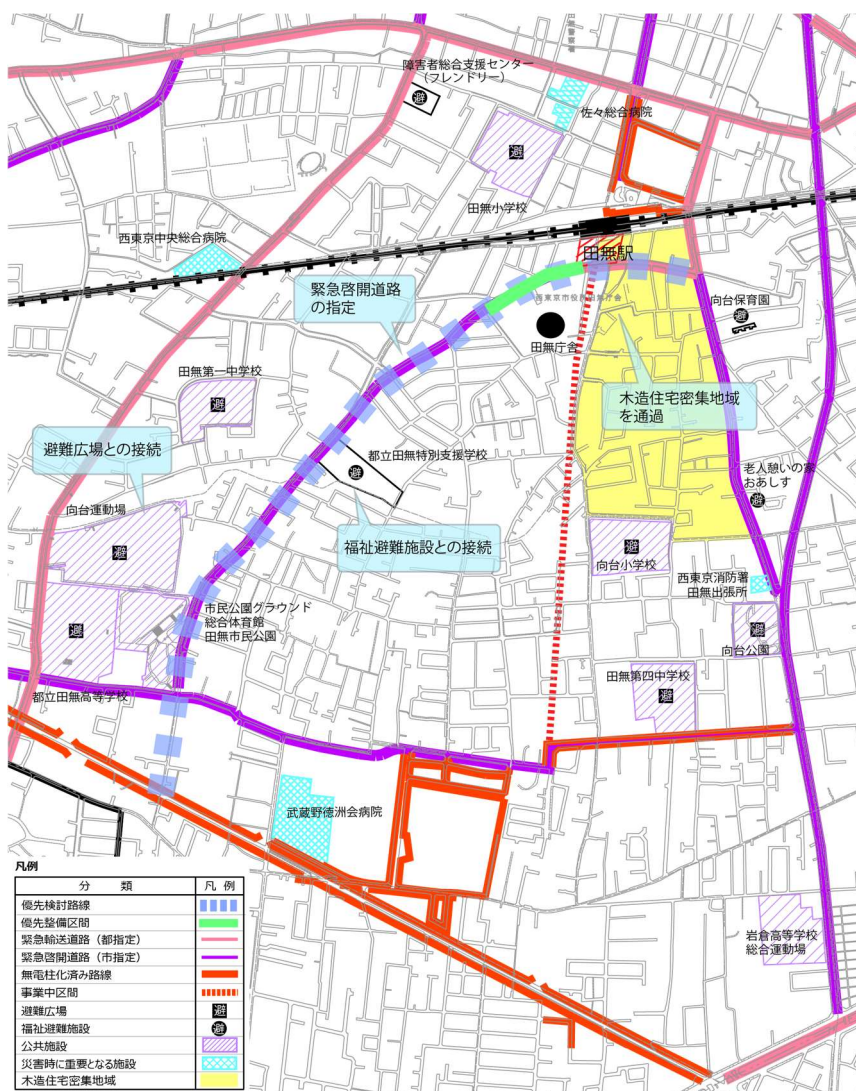 障害者総合支援センター
（フレンドリー）
避
佐々総合病院
避
田無小学校
西東京中央総合病院
田無駅
緊急啓開道路
の指定
田無庁舎
向台保育園
避
田無第一中学校
避
木造住宅密集地域
を通過
避難広場との接続
都立田無特別支援学校
避
老人憩いの家
おあしす
避
向台運動場
避
福祉避難施設との接続
避
向台小学校
西東京消防署
田無出張所
市民公園グラウンド
総合体育館
田無市民公園
避
避
向台公園
都立田無高等学校
田無第四中学校
避
武蔵野徳洲会病院
岩倉高等学校
総合運動場
凡例
分 類 凡 例
優先検討路線
優先整備区間
緊急輸送道路（都指定）
緊急啓開道路（市指定）
無電柱化済み路線
事業中区間
避難広場 避
福祉避難施設 避
公共施設
災害時に重要となる施設
木造住宅密集地域